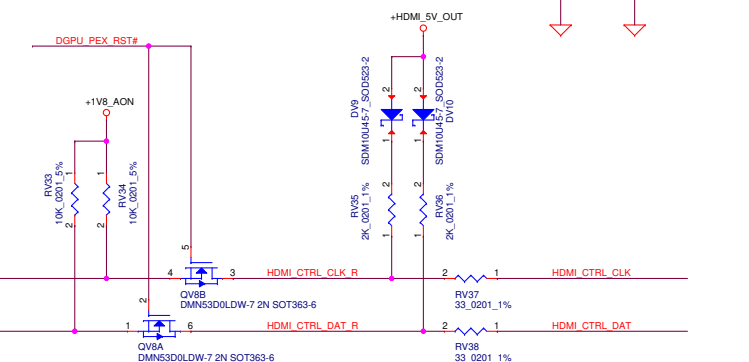 +HDMI_5V_OUT
DGPU_PEX_RST#
+1V8_AON
DV9
SDM10U45-7_SOD523-2
2
1
2
1
SDM10U45-7_SOD523-2
DV10
RV33
10K_0201_5%
1
2
1
2
RV34
10K_0201_5%
RV35
2K_0201_1%
2
1
2
1
RV36
2K_0201_1%
5
4
3
HDMI_CTRL_CLK_R
2
1
HDMI_CTRL_CLK
QV8B
DMN53D0LDW-7 2N SOT363-6
RV37
33_0201_1%
2
1
6
HDMI_CTRL_DAT_R
2
1
HDMI_CTRL_DAT
QV8A
DMN53D0LDW-7 2N SOT363-6
RV38
33_0201_1%